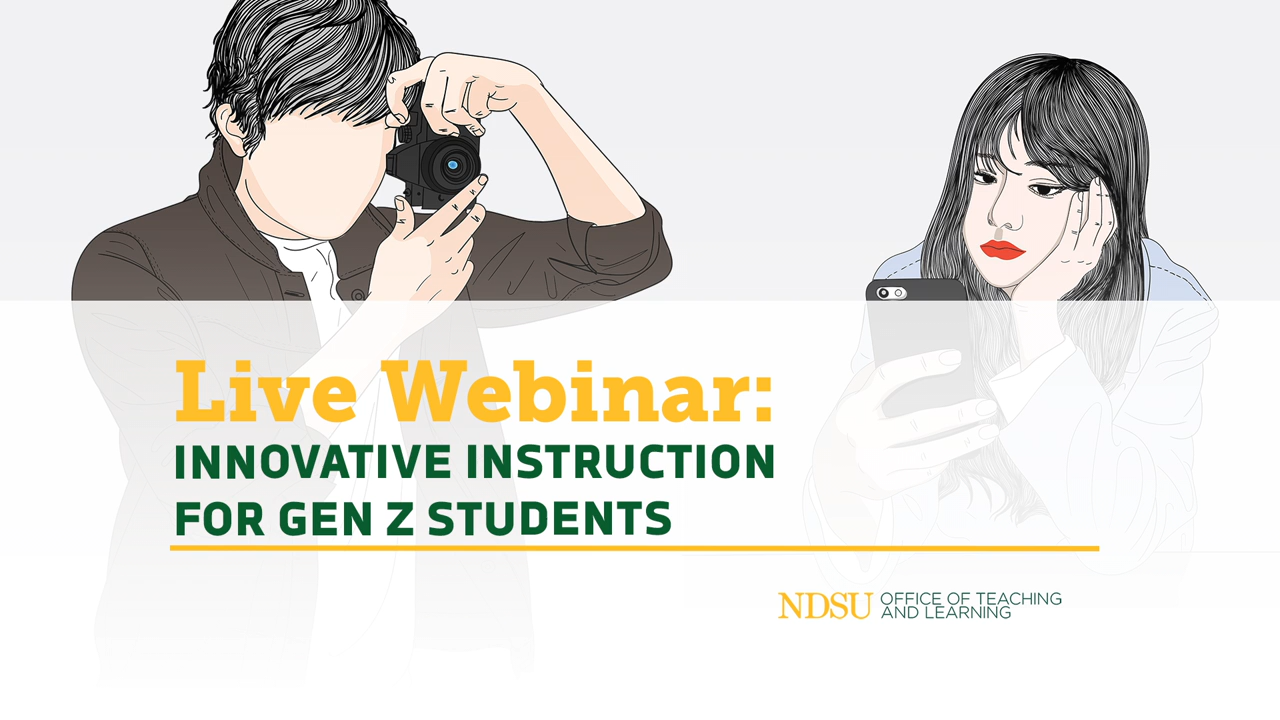 Live Webinar:
INNOVATIVE INSTRUCTION
FOR GEN Z STUDENTS
NDSU OFFICE OF TEACHING
AND LEARNING